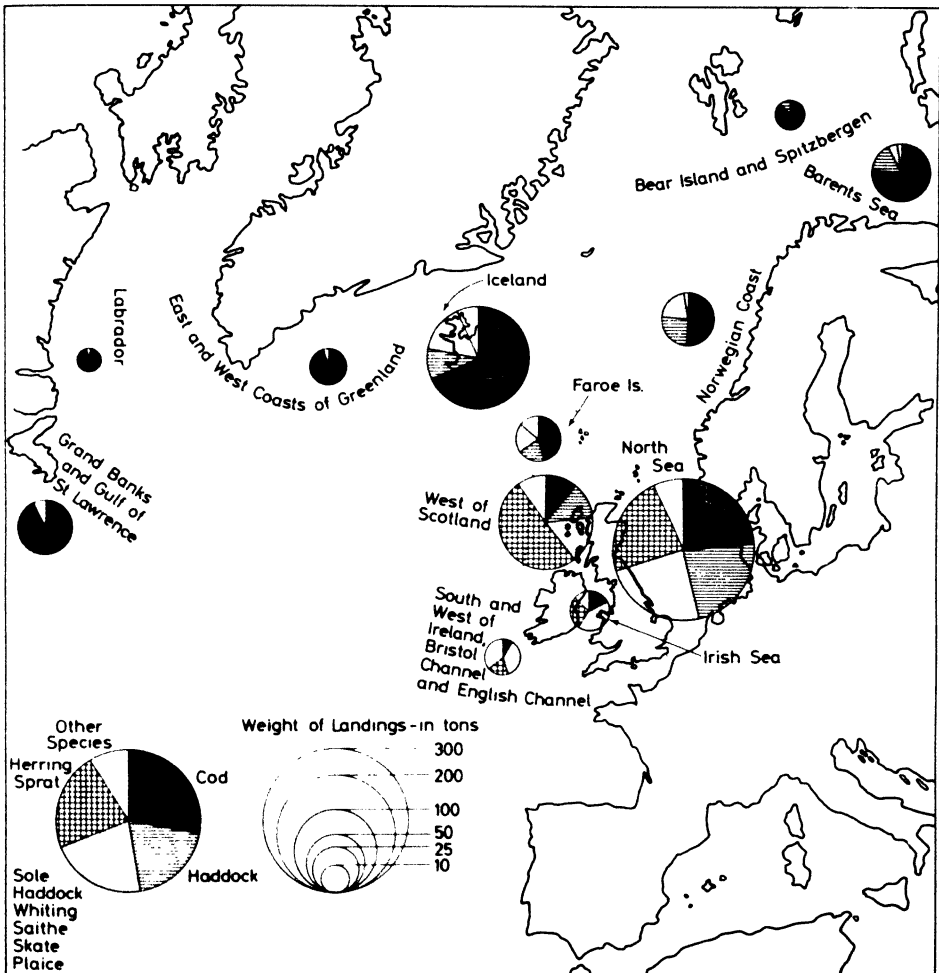 Bear Island and Spitzbergen
Barents Sea
Iceland
Labrador
East and West Coasts of Greenland
Norwegian Coast
Faroe Is.
Grand Banks
and Gulf of
St Lawrence
North
Sea
West of
Scotland
South and
West of
Ireland,
Bristol
Channel
and English Channel
Irish Sea
Other
Species
Herring
Sprat
Cod
Haddock
Sole
Haddock
Whiting
Saithe
Skate
Plaice
Weight of Landings - in tons
300
200
100
50
25
10